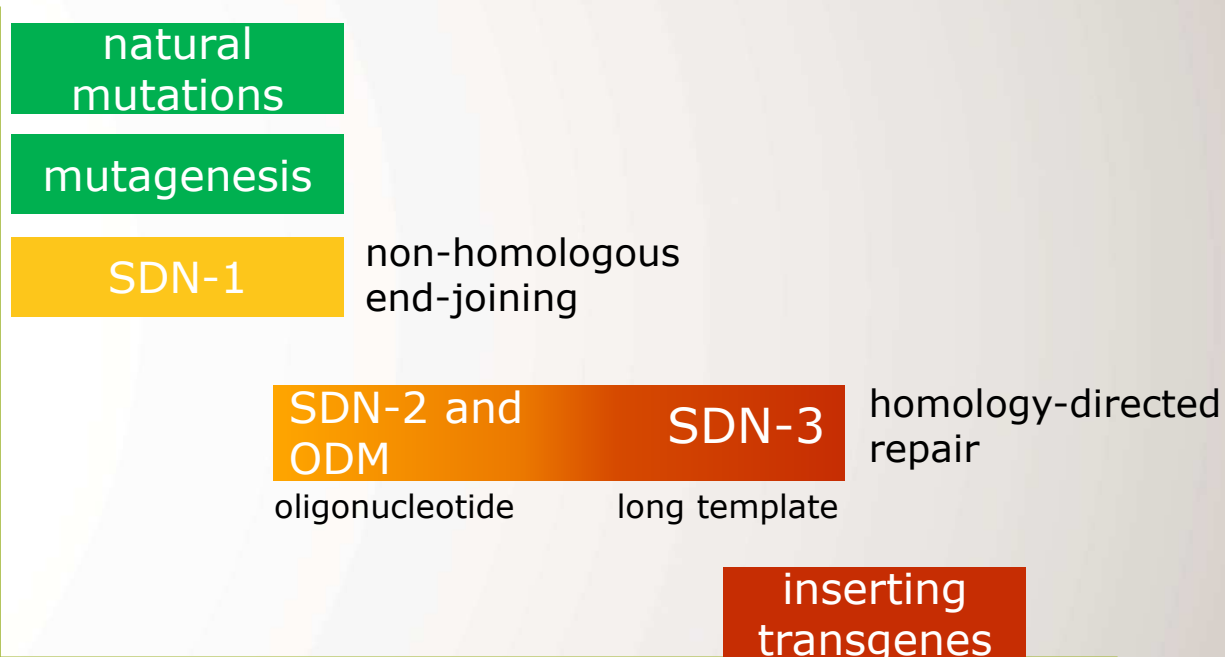 natural
mutations
mutagenesis
SDN-1
non-homologous
end-joining
SDN-2 and
ODM
SDN-3
homology-directed
repair
oligonucleotide
long template
inserting
transgenes